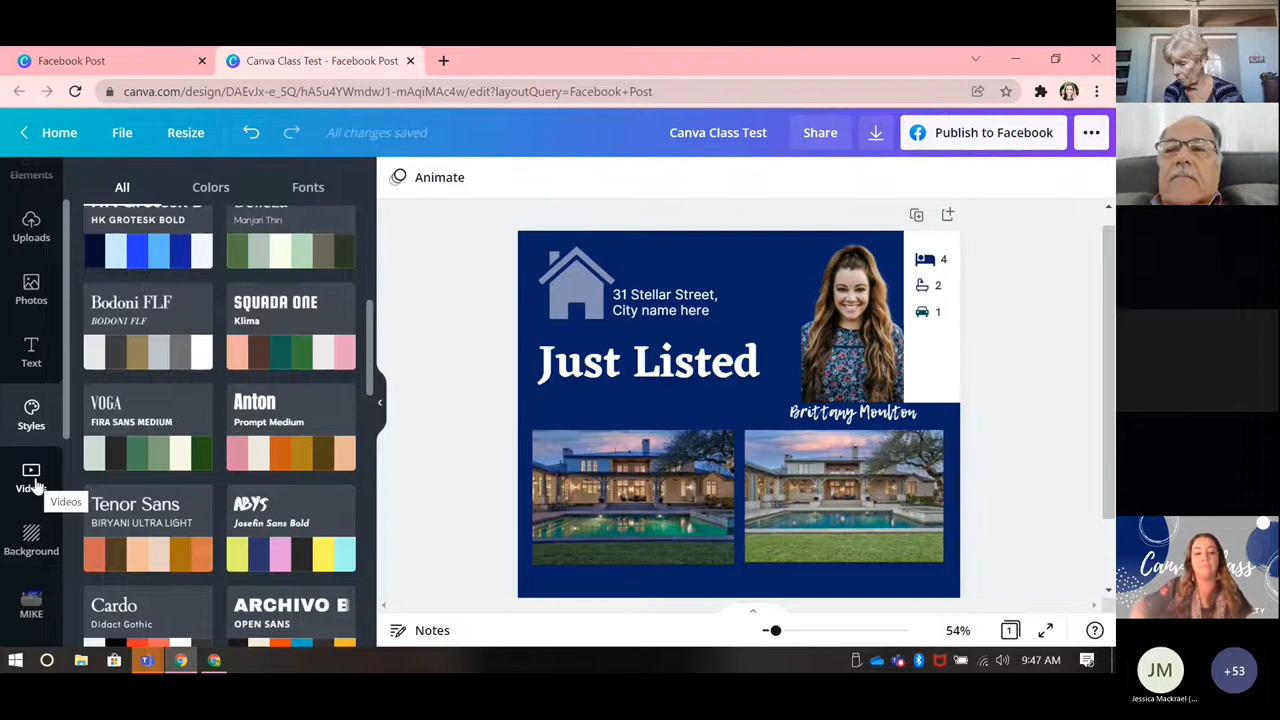 Facebook Post
Canva Class Test - Facebook Post
canva.com/design/DAEvJx-e_5Q/hA5u4YWm0WJ1-mAqiMAc4w/edit?layoutQuery=Facebook+Post
Home
File
Resize
All changes saved
Canva Class Test
Share
Publish to Facebook
Elements
Uploads
Photos
Text
Styles
Videos
Background
MIKE
All
Colors
Fonts
HK GROTESK BOLD
Manjari Thin
Bodoni FLF
BODONI FLF
SQUADA ONE
Klima
VOGA
FIRA SANS MEDIUM
Anton
Prompt Medium
Tenor Sans
BIRYANI ULTRA LIGHT
ABYS
Josefin Sans Bold
Cardo
Didact Gothic
ARCHIVO B
OPEN SANS
Animate
31 Stellar Street,
City name here
Just Listed
4
2
1
Brittany Moulton
Notes
54%
1
9:47 AM
JM
Jessica Mackrael (...
+53